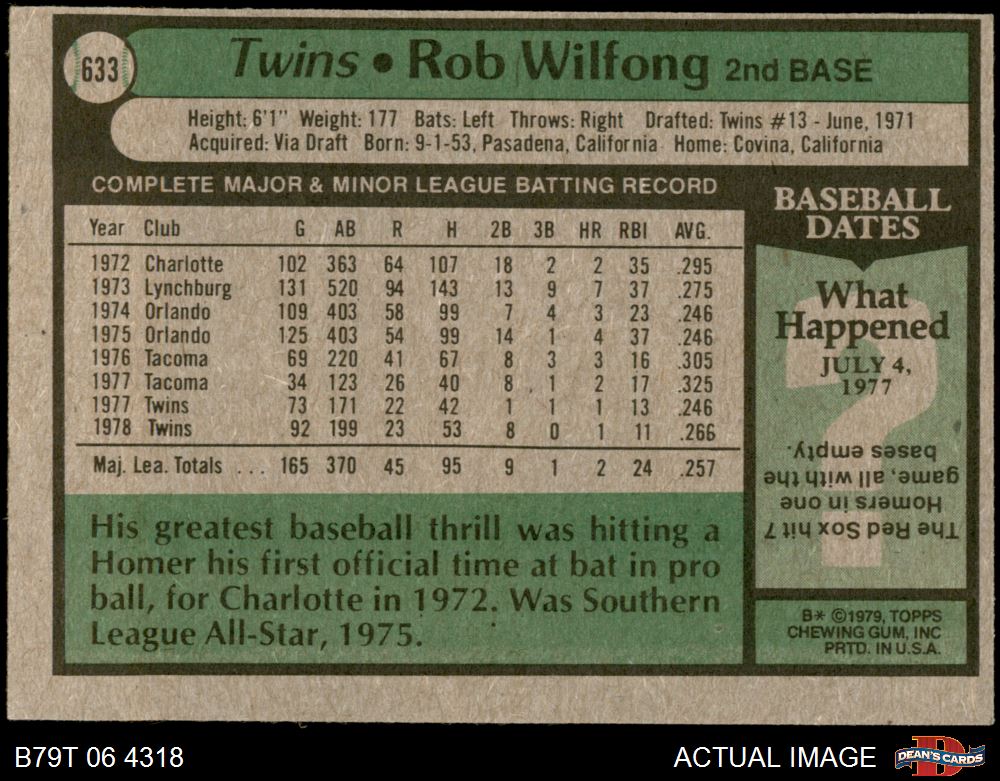 633
Twins • Rob Wilfong 2nd BASE
Height: 6'1" Weight: 177 Bats: Left Throws: Right Drafted: Twins #13 - June, 1971
Acquired: Via Draft Born: 9-1-53, Pasadena, California Home: Covina, California
COMPLETE MAJOR & MINOR LEAGUE BATTING RECORD
Year Club G AB R H 2B 3B HR RBI AVG.
1972 Charlotte 102 363 64 107 18 2 2 35 .295
1973 Lynchburg 131 520 94 143 13 9 7 37 .275
1974 Orlando 109 403 58 99 7 4 3 23 .246
1975 Orlando 125 403 54 99 14 1 4 37 .246
1976 Tacoma 69 220 41 67 8 3 3 16 .305
1977 Tacoma 34 123 26 40 8 1 2 17 .325
1977 Twins 73 171 22 42 1 1 1 13 .246
1978 Twins 92 199 23 53 8 0 1 11 .266
Maj. Lea. Totals ... 165 370 45 95 9 1 2 24 .257
His greatest baseball thrill was hitting a
Homer his first official time at bat in pro
ball, for Charlotte in 1972. Was Southern
League All-Star, 1975.
BASEBALL
DATES
What
Happened
JULY 4,
1977
?
The Red Sox hit 7
Homers in one
game, all with the
bases empty.
B* ©1979, TOPPS
CHEWING GUM, INC
PRTD. IN U.S.A.
B79T 06 4318
ACTUAL IMAGE
D
DEAN'S CARDS